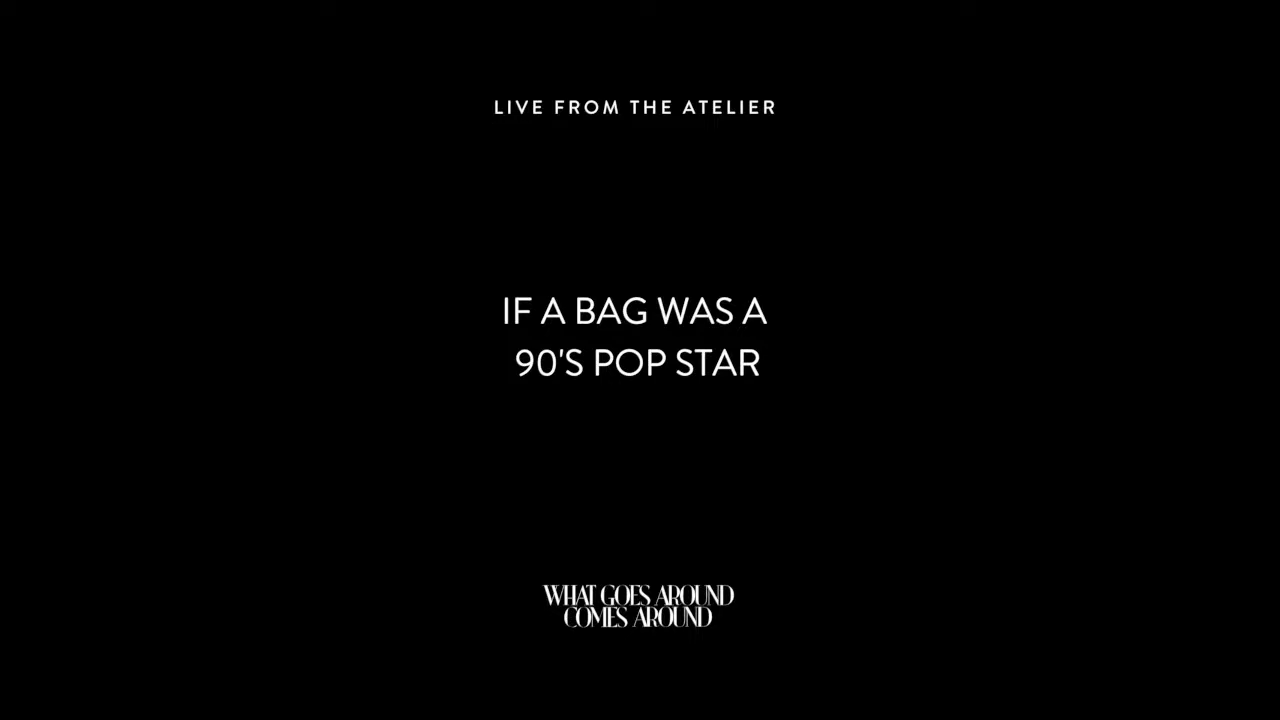 LIVE FROM THE ATELIER
IF A BAG WAS A
90'S POP STAR
WHAT GOES AROUND
COMES AROUND